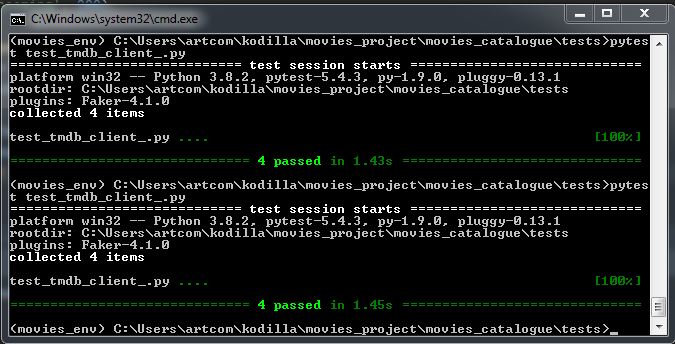 C:\Windows\system32\cmd.exe
(movies_env) C:\Users\artcom\kodilla\movies_project\movies_catalogue\tests>pytes
t test_tmdb_client_.py
============================= test session starts =============================
platform win32 -- Python 3.8.2, pytest-5.4.3, py-1.9.0, pluggy-0.13.1
rootdir: C:\Users\artcom\kodilla\movies_project\movies_catalogue\tests
plugins: Faker-4.1.0
collected 4 items
test_tmdb_client_.py .... [100%]
============================== 4 passed in 1.43s ==============================
(movies_env) C:\Users\artcom\kodilla\movies_project\movies_catalogue\tests>pytes
t test_tmdb_client_.py
============================= test session starts =============================
platform win32 -- Python 3.8.2, pytest-5.4.3, py-1.9.0, pluggy-0.13.1
rootdir: C:\Users\artcom\kodilla\movies_project\movies_catalogue\tests
plugins: Faker-4.1.0
collected 4 items
test_tmdb_client_.py .... [100%]
============================== 4 passed in 1.45s ==============================
(movies_env) C:\Users\artcom\kodilla\movies_project\movies_catalogue\tests>_